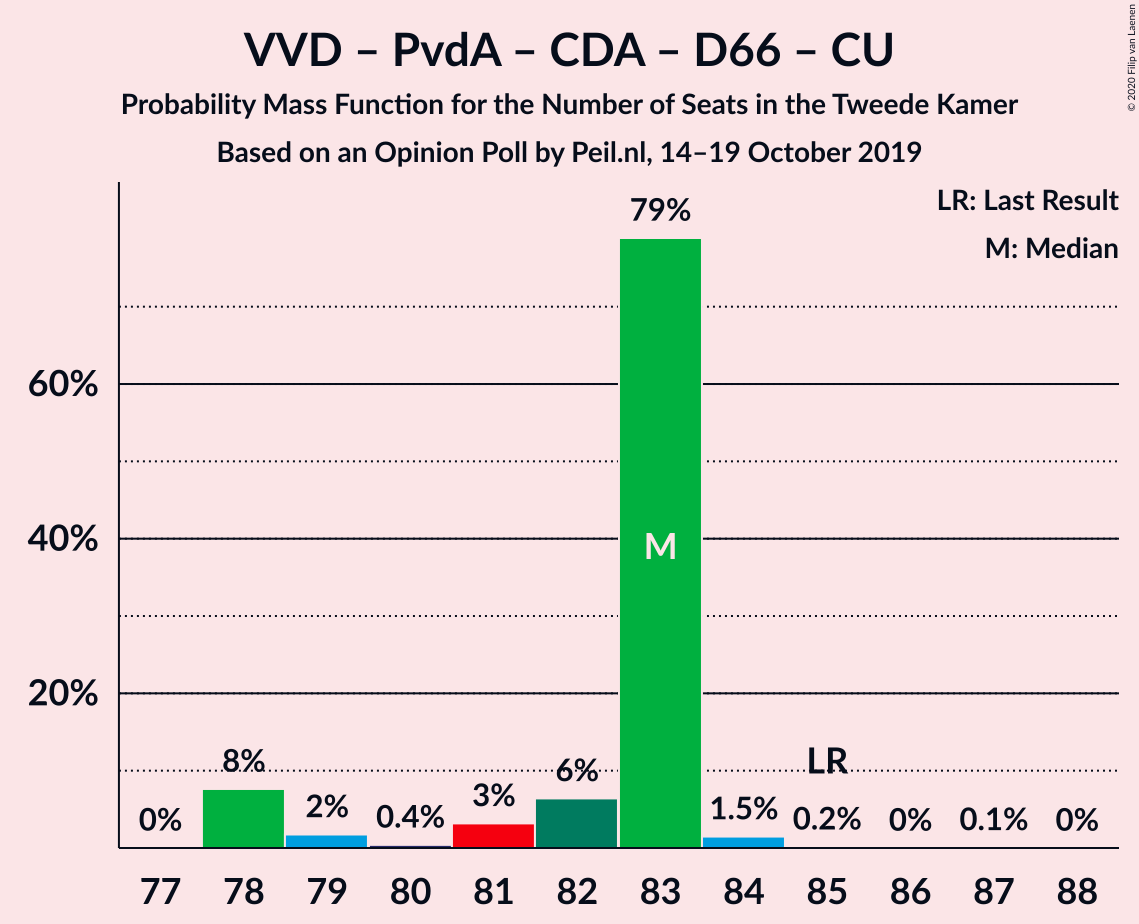 VVD – PvdA – CDA – D66 – CU
Probability Mass Function for the Number of Seats in the Tweede Kamer
Based on an Opinion Poll by Peil.nl, 14–19 October 2019
© 2020 Filip van Laenen
LR: Last Result
M: Median
79%
60%
40%
20%
M
LR
0%
8%
2%
0.4%
3%
6%
1.5%
0.2%
0%
0.1%
0%
77 78 79 80 81 82 83 84 85 86 87 88